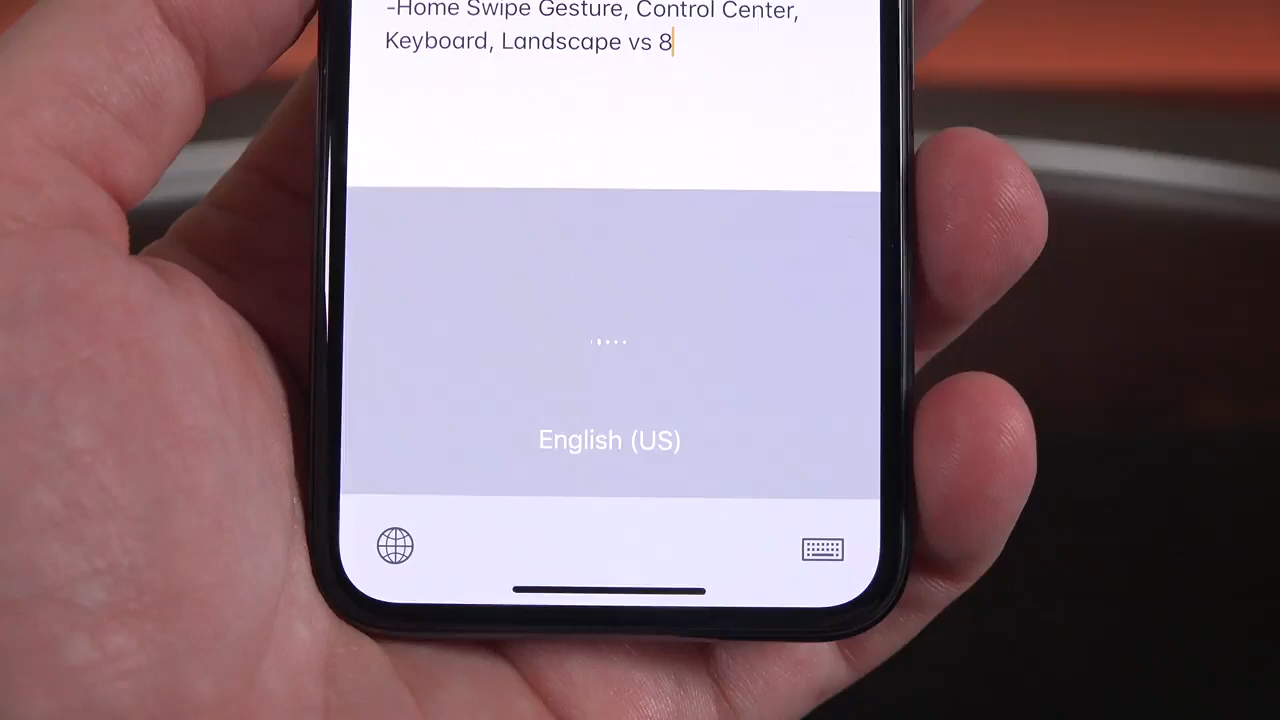 -Home Swipe Gesture, Control Center,
Keyboard, Landscape vs 8
English (US)